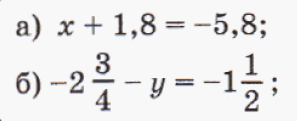 а) x + 1,8 = −5,8;
б) −2 3/4 − y = −1 1/2;